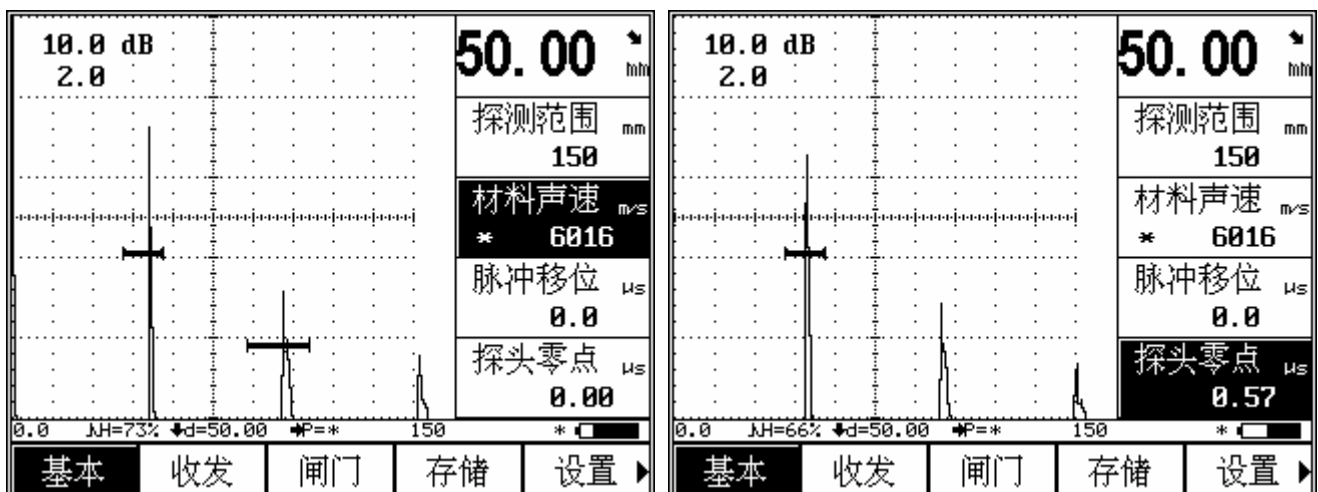 10.0 dB
2.0
50.00 mm
探测范围 mm
150
材料声速 m/s
* 6016
脉冲移位 µs
0.0
探头零点 µs
0.00
0.0 H=73% d=50.00 P=* 150 *
基本 收发 闸门 存储 设置
10.0 dB
2.0
50.00 mm
探测范围 mm
150
材料声速 m/s
* 6016
脉冲移位 µs
0.0
探头零点 µs
0.57
0.0 H=66% d=50.00 P=* 150 *
基本 收发 闸门 存储 设置